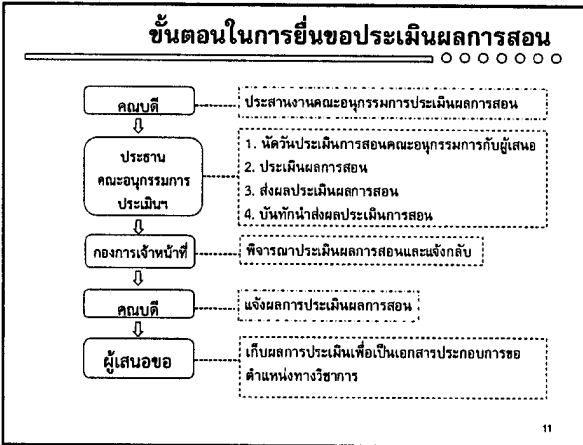 ขั้นตอนในการยื่นขอประเมินผลการสอน
คณบดี
ประสานงานคณะอนุกรรมการประเมินผลการสอน
ประธาน
คณะอนุกรรมการ
ประเมินฯ
1. นัดวันประเมินการสอนคณะอนุกรรมการกับผู้เสนอ
2. ประเมินผลการสอน
3. ส่งผลประเมินการสอน
4. บันทึกนำส่งผลประเมินการสอน
กองการเจ้าหน้าที่
พิจารณาประเมินผลการสอนและแจ้งกลับ
คณบดี
แจ้งผลการประเมินผลการสอน
ผู้เสนอขอ
เก็บผลการประเมินเพื่อเป็นเอกสารประกอบการขอ
ตำแหน่งทางวิชาการ
11